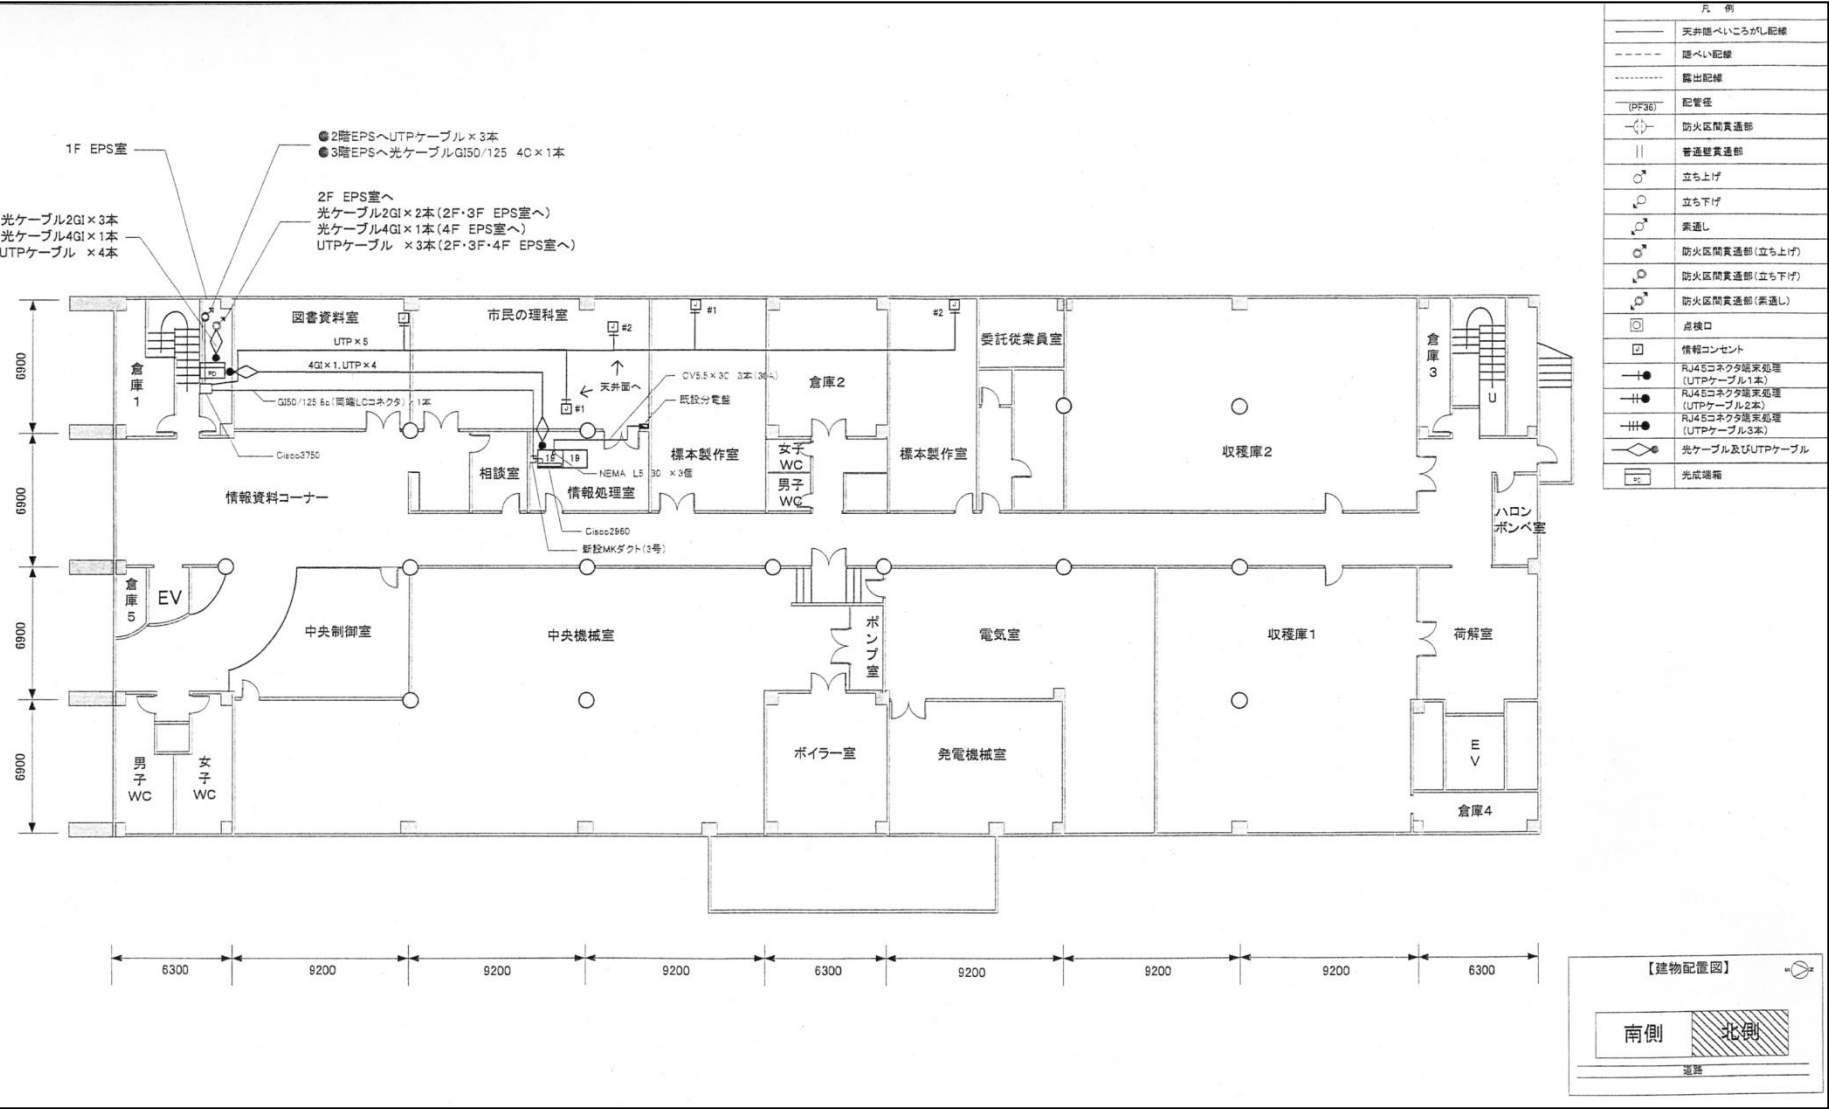 凡 例
天井隠ぺいころがし配線
隠ぺい配線
露出配線
(PF36)
配管径
防火区間貫通部
普通壁貫通部
立ち上げ
立ち下げ
素通し
防火区間貫通部(立ち上げ)
防火区間貫通部(立ち下げ)
防火区間貫通部(素通し)
点検口
情報コンセント
RJ45コネクタ端末処理
(UTPケーブル1本)
RJ45コネクタ端末処理
(UTPケーブル2本)
RJ45コネクタ端末処理
(UTPケーブル3本)
光ケーブル及びUTPケーブル
PD
光成端箱
1F EPS室
●2階EPSへUTPケーブル×3本
●3階EPSへ光ケーブルGI50/125 4C×1本
光ケーブル2GI×3本
光ケーブル4GI×1本
UTPケーブル ×4本
2F EPS室へ
光ケーブル2GI×2本(2F・3F EPS室へ)
光ケーブル4GI×1本(4F EPS室へ)
UTPケーブル ×3本(2F・3F・4F EPS室へ)
6900
6900
6900
6900
倉庫1
図書資料室
UTP×5
4GI×1,UTP×4
PD
GI50/125 8c(両端LCコネクタ)×1本
Cisco3750
市民の理科室
#2
#1
天井面へ
CV5.5×3C 3本(30A)
既設分電盤
#1
#2
倉庫2
委託従業員室
収穫庫2
倉庫3
U
情報資料コーナー
相談室
19
19
NEMA L5 30 ×3個
情報処理室
標本製作室
女子
WC
男子
WC
標本製作室
ハロン
ボンベ室
Cisco2960
新設MKダクト(3号)
倉庫5
EV
中央制御室
中央機械室
ポンプ室
電気室
収穫庫1
荷解室
男子
WC
女子
WC
ボイラー室
発電機械室
EV
倉庫4
6300
9200
9200
9200
6300
9200
9200
9200
6300
【建物配置図】
S
N
南側
北側
道路